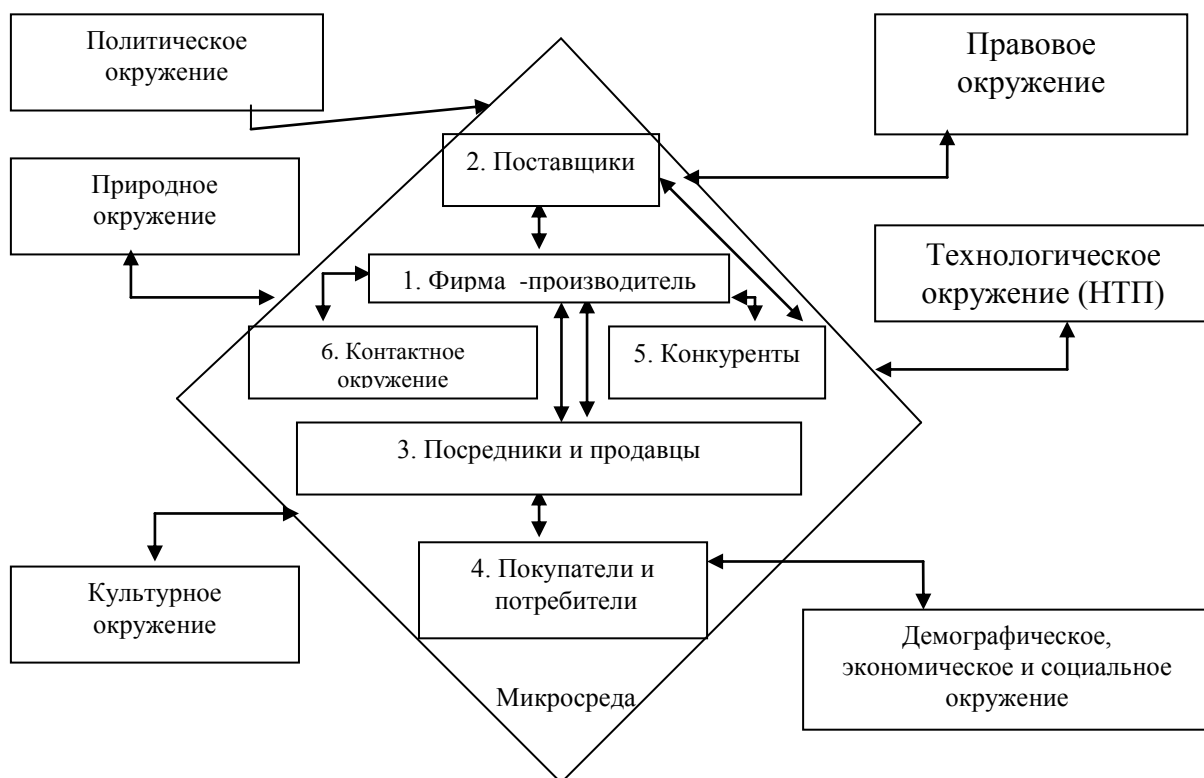 Политическое
окружение
Правовое
окружение
2. Поставщики
Природное
окружение
Технологическое
окружение (НТП)
1. Фирма -производитель
6. Контактное
окружение
5. Конкуренты
3. Посредники и продавцы
4. Покупатели и
потребители
Культурное
окружение
Демографическое,
экономическое и социальное
окружение
Микросреда